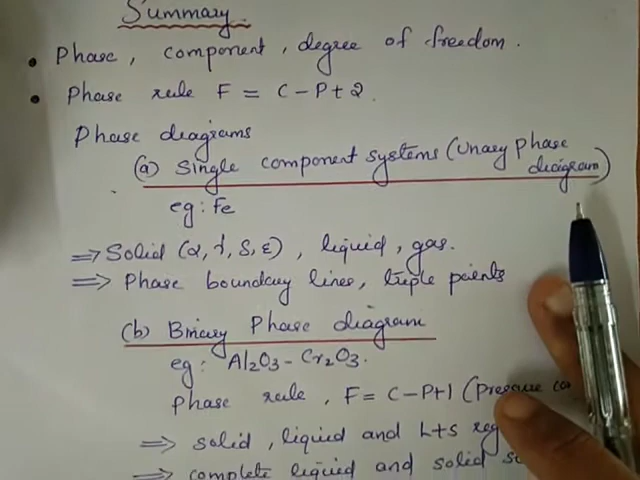 Summary.
• Phase, component, degree of freedom.
• Phase rule F = C-P+2.
Phase diagrams
(a) Single component systems (Unary Phase diagram)
eg: Fe
⇒ Solid (α, γ, δ, ε), liquid, gas.
⇒ Phase boundary lines, triple points
(b) Binary Phase diagram
eg: Al2O3 - Cr2O3.
Phase rule, F = C-P+1 (Pressure
⇒ solid, liquid and L+S
⇒ complete liquid and solid